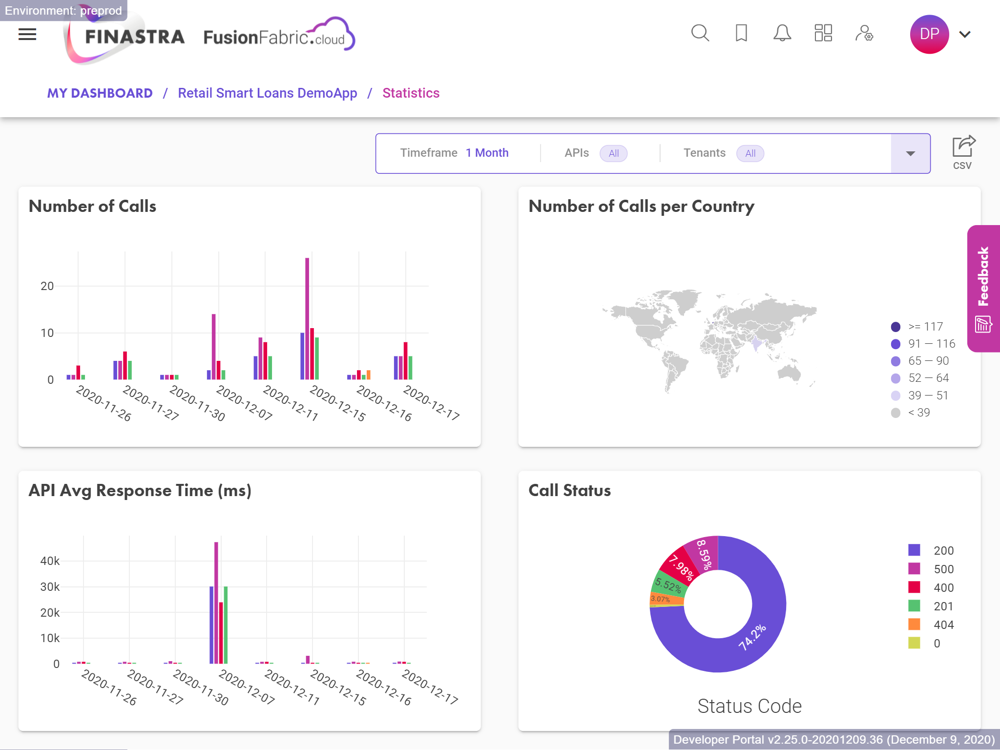 Environment: preprod
FINASTRA
FusionFabric.cloud
DP
MY DASHBOARD / Retail Smart Loans DemoApp / Statistics
Timeframe 1 Month
APIs All
Tenants All
CSV
Feedback
Number of Calls
20
10
0
2020-11-26
2020-11-27
2020-11-30
2020-12-07
2020-12-11
2020-12-15
2020-12-16
2020-12-17
Number of Calls per Country
>= 117
91 — 116
65 — 90
52 — 64
39 — 51
< 39
API Avg Response Time (ms)
40k
30k
20k
10k
0
2020-11-26
2020-11-27
2020-11-30
2020-12-07
2020-12-11
2020-12-15
2020-12-16
2020-12-17
Call Status
8.59%
7.98%
5.52%
3.07%
74.2%
200
500
400
201
404
0
Status Code
Developer Portal v2.25.0-20201209.36 (December 9, 2020)